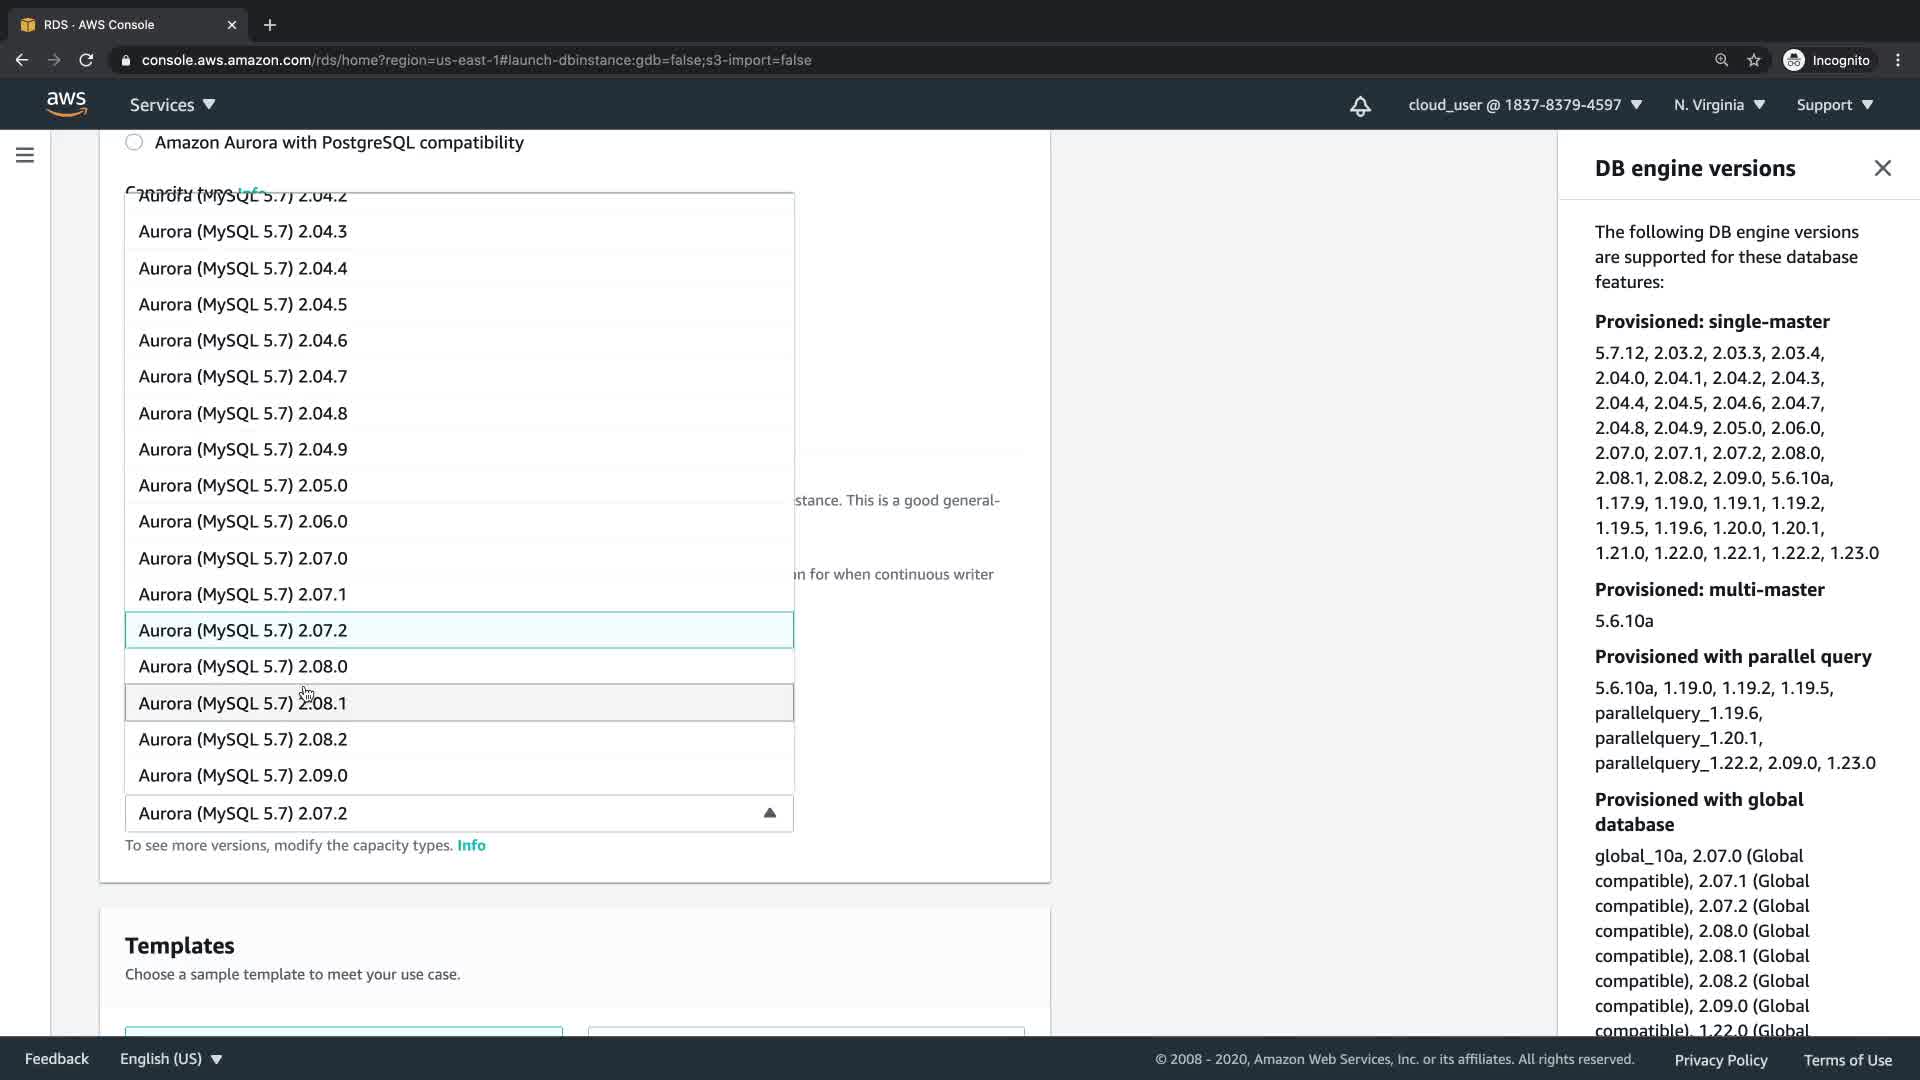 RDS · AWS Console
console.aws.amazon.com/rds/home?region=us-east-1#launch-dbinstance:gdb=false;s3-import=false
Incognito
aws
Services
cloud_user @ 1837-8379-4597
N. Virginia
Support
Amazon Aurora with PostgreSQL compatibility
Capacity type Info
Aurora (MySQL 5.7) 2.04.2
Aurora (MySQL 5.7) 2.04.3
Aurora (MySQL 5.7) 2.04.4
Aurora (MySQL 5.7) 2.04.5
Aurora (MySQL 5.7) 2.04.6
Aurora (MySQL 5.7) 2.04.7
Aurora (MySQL 5.7) 2.04.8
Aurora (MySQL 5.7) 2.04.9
Aurora (MySQL 5.7) 2.05.0
stance. This is a good general-
Aurora (MySQL 5.7) 2.06.0
Aurora (MySQL 5.7) 2.07.0
on for when continuous writer
Aurora (MySQL 5.7) 2.07.1
Aurora (MySQL 5.7) 2.07.2
Aurora (MySQL 5.7) 2.08.0
Aurora (MySQL 5.7) 2.08.1
Aurora (MySQL 5.7) 2.08.2
Aurora (MySQL 5.7) 2.09.0
Aurora (MySQL 5.7) 2.07.2
To see more versions, modify the capacity types. Info
Templates
Choose a sample template to meet your use case.
DB engine versions
The following DB engine versions
are supported for these database
features:
Provisioned: single-master
5.7.12, 2.03.2, 2.03.3, 2.03.4,
2.04.0, 2.04.1, 2.04.2, 2.04.3,
2.04.4, 2.04.5, 2.04.6, 2.04.7,
2.04.8, 2.04.9, 2.05.0, 2.06.0,
2.07.0, 2.07.1, 2.07.2, 2.08.0,
2.08.1, 2.08.2, 2.09.0, 5.6.10a,
1.17.9, 1.19.0, 1.19.1, 1.19.2,
1.19.5, 1.19.6, 1.20.0, 1.20.1,
1.21.0, 1.22.0, 1.22.1, 1.22.2, 1.23.0
Provisioned: multi-master
5.6.10a
Provisioned with parallel query
5.6.10a, 1.19.0, 1.19.2, 1.19.5,
parallelquery_1.19.6,
parallelquery_1.20.1,
parallelquery_1.22.2, 2.09.0, 1.23.0
Provisioned with global
database
global_10a, 2.07.0 (Global
compatible), 2.07.1 (Global
compatible), 2.07.2 (Global
compatible), 2.08.0 (Global
compatible), 2.08.1 (Global
compatible), 2.08.2 (Global
compatible), 2.09.0 (Global
compatible), 1.22.0 (Global
Feedback
English (US)
© 2008 - 2020, Amazon Web Services, Inc. or its affiliates. All rights reserved.
Privacy Policy
Terms of Use